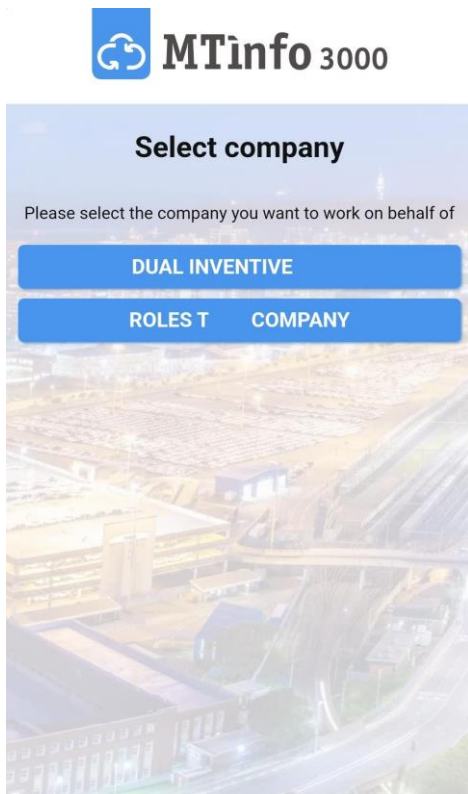 MTinfo 3000
Select company
Please select the company you want to work on behalf of
DUAL INVENTIVE
ROLES T COMPANY